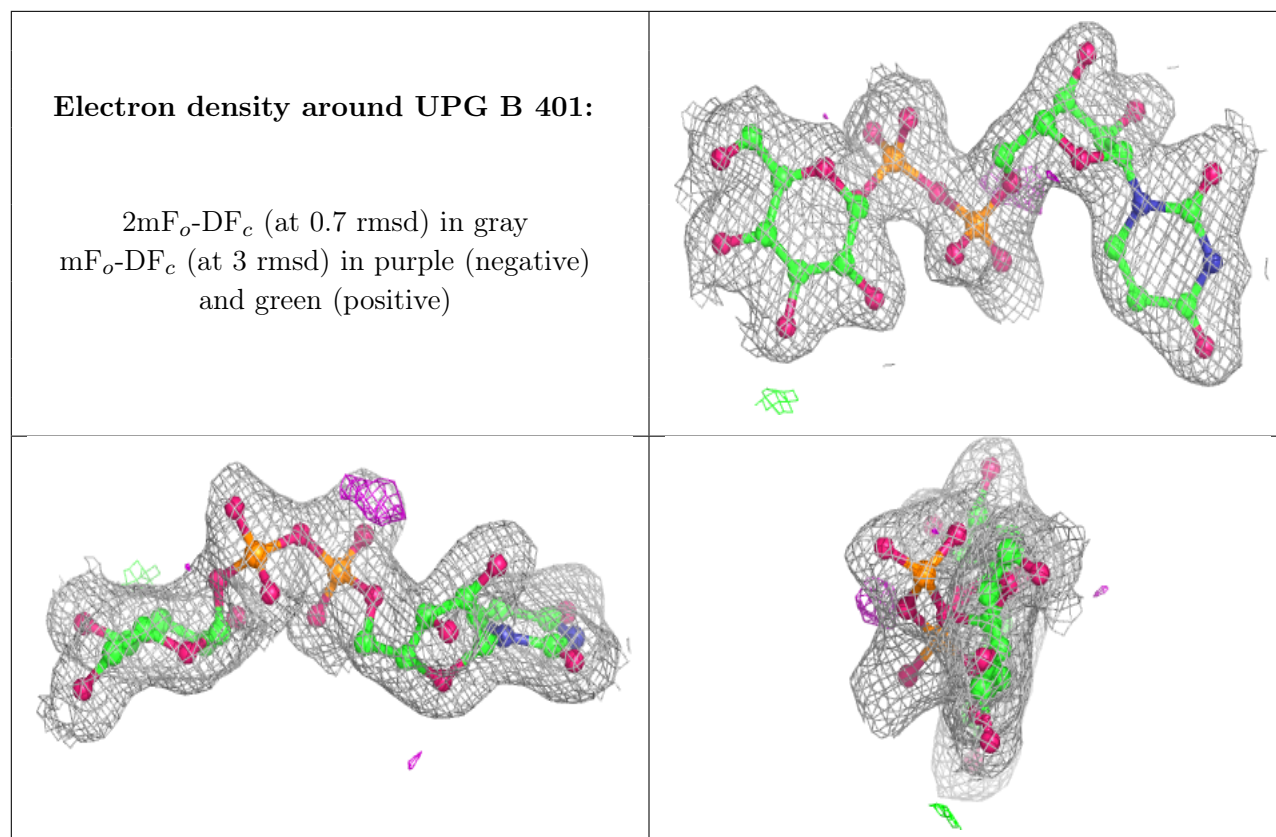 Electron density around UPG B 401:
2mFo-DFc (at 0.7 rmsd) in gray
mFo-DFc (at 3 rmsd) in purple (negative)
and green (positive)